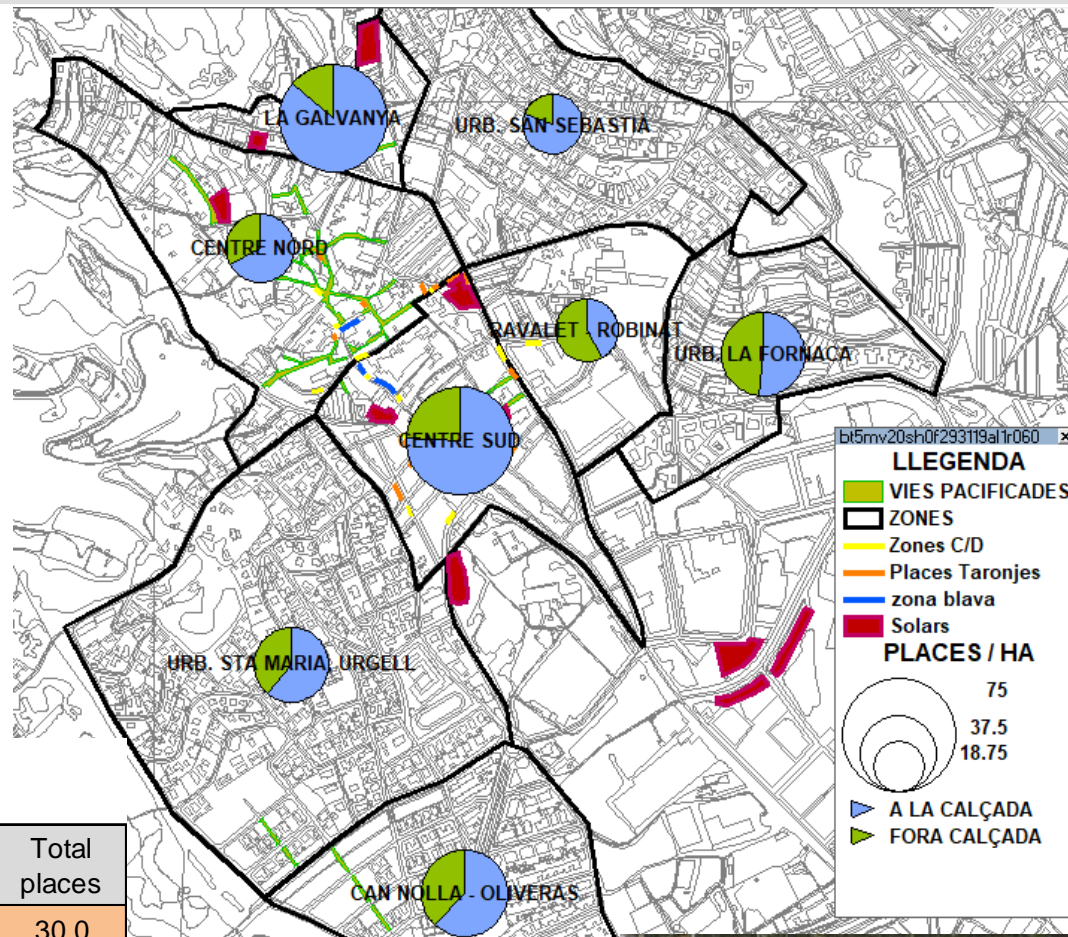 LA GALVANYA
URB. SAN SEBASTIÀ
CENTRE NORD
RAVALET - ROBINAT
URB. LA FORNACA
CENTRE SUD
URB. STA MARIA, URGELL
CAN NOLLA - OLIVERAS
bt5mv20sh0f293119al1r060
LLEGENDA
VIES PACIFICADES
ZONES
Zones C/D
Places Taronjes
zona blava
Solars
PLACES / HA
75
37.5
18.75
A LA CALÇADA
FORA CALÇADA
Total
places
30.0